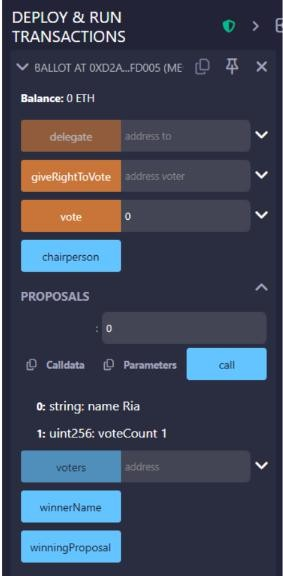 DEPLOY & RUN
TRANSACTIONS
BALLOT AT 0XD2A...FD005 (ME
Balance: 0 ETH
delegate address to
giveRightToVote address voter
vote 0
chairperson
PROPOSALS
: 0
Calldata Parameters call
0: string: name Ria
1: uint256: voteCount 1
voters address
winnerName
winningProposal